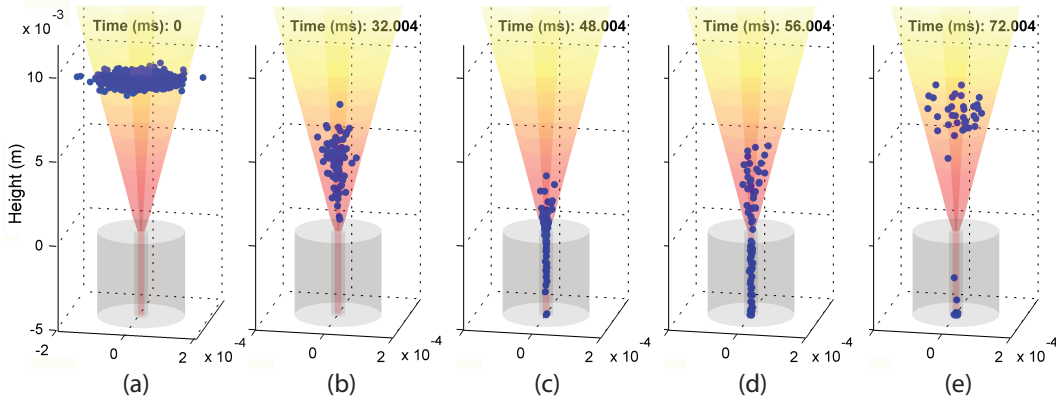 x 10 -3
Time (ms): 0
Time (ms): 32.004
Time (ms): 48.004
Time (ms): 56.004
Time (ms): 72.004
10
5
0
-5
Height (m)
-2
0
2
x 10 -4
0
2
x 10 -4
0
2
x 10 -4
0
2
x 10 -4
0
2
x 10 -4
(a)
(b)
(c)
(d)
(e)